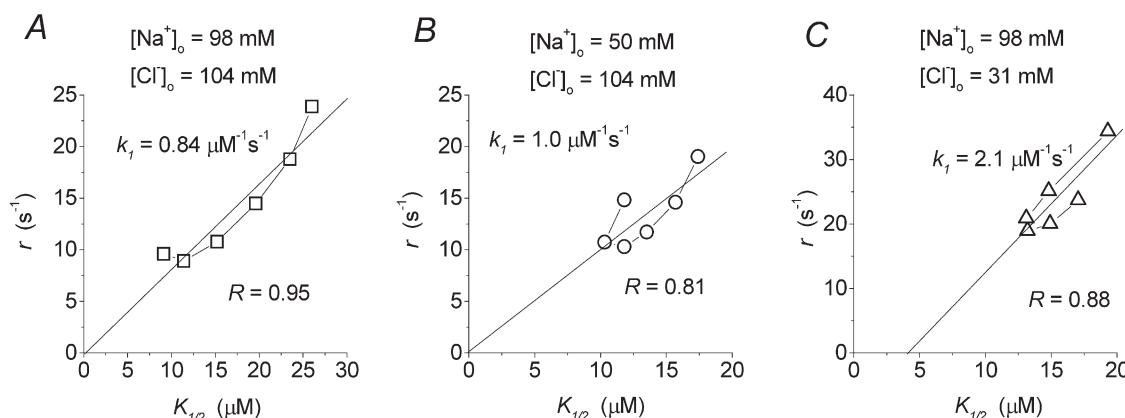 A
[Na⁺]ₒ = 98 mM
[Cl⁻]ₒ = 104 mM
25
20
15
10
5
0
k₁ = 0.84 μM⁻¹s⁻¹
R = 0.95
r (s⁻¹)
0 5 10 15 20 25 30
K₁/₂ (μM)
B
[Na⁺]ₒ = 50 mM
[Cl⁻]ₒ = 104 mM
25
20
15
10
5
0
k₁ = 1.0 μM⁻¹s⁻¹
R = 0.81
r (s⁻¹)
0 5 10 15 20
K₁/₂ (μM)
C
[Na⁺]ₒ = 98 mM
[Cl⁻]ₒ = 31 mM
40
30
20
10
0
k₁ = 2.1 μM⁻¹s⁻¹
R = 0.88
r (s⁻¹)
0 5 10 15 20
K₁/₂ (μM)